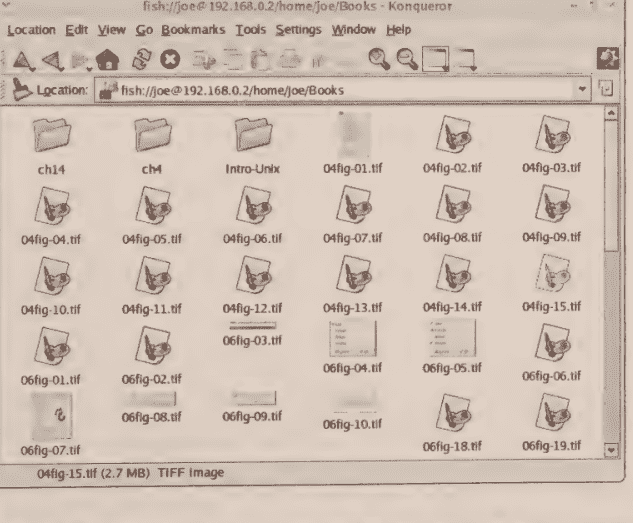 fish://joe@192.168.0.2/home/joe/Books - Konqueror
Location Edit View Go Bookmarks Tools Settings Window Help
Location: fish://joe@192.168.0.2/home/joe/Books
ch14 ch4 Intro-Unix 04fig-01.tif 04fig-02.tif 04fig-03.tif
04fig-04.tif 04fig-05.tif 04fig-06.tif 04fig-07.tif 04fig-08.tif 04fig-09.tif
04fig-10.tif 04fig-11.tif 04fig-12.tif 04fig-13.tif 04fig-14.tif 04fig-15.tif
06fig-01.tif 06fig-02.tif 06fig-03.tif 06fig-04.tif 06fig-05.tif 06fig-06.tif
06fig-07.tif 06fig-08.tif 06fig-09.tif 06fig-10.tif 06fig-18.tif 06fig-19.tif
04fig-15.tif (2.7 MB) TIFF Image